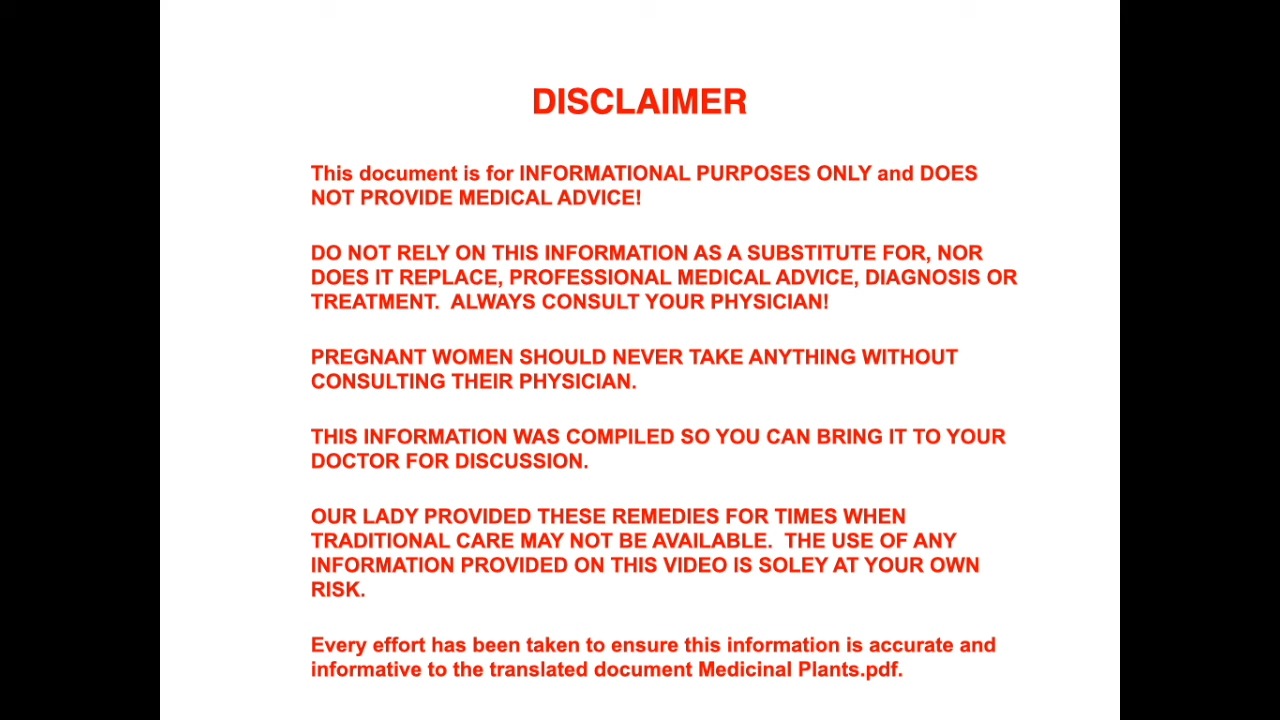 DISCLAIMER
This document is for INFORMATIONAL PURPOSES ONLY and DOES
NOT PROVIDE MEDICAL ADVICE!
DO NOT RELY ON THIS INFORMATION AS A SUBSTITUTE FOR, NOR
DOES IT REPLACE, PROFESSIONAL MEDICAL ADVICE, DIAGNOSIS OR
TREATMENT.  ALWAYS CONSULT YOUR PHYSICIAN!
PREGNANT WOMEN SHOULD NEVER TAKE ANYTHING WITHOUT
CONSULTING THEIR PHYSICIAN.
THIS INFORMATION WAS COMPILED SO YOU CAN BRING IT TO YOUR
DOCTOR FOR DISCUSSION.
OUR LADY PROVIDED THESE REMEDIES FOR TIMES WHEN
TRADITIONAL CARE MAY NOT BE AVAILABLE.  THE USE OF ANY
INFORMATION PROVIDED ON THIS VIDEO IS SOLEY AT YOUR OWN
RISK.
Every effort has been taken to ensure this information is accurate and
informative to the translated document Medicinal Plants.pdf.